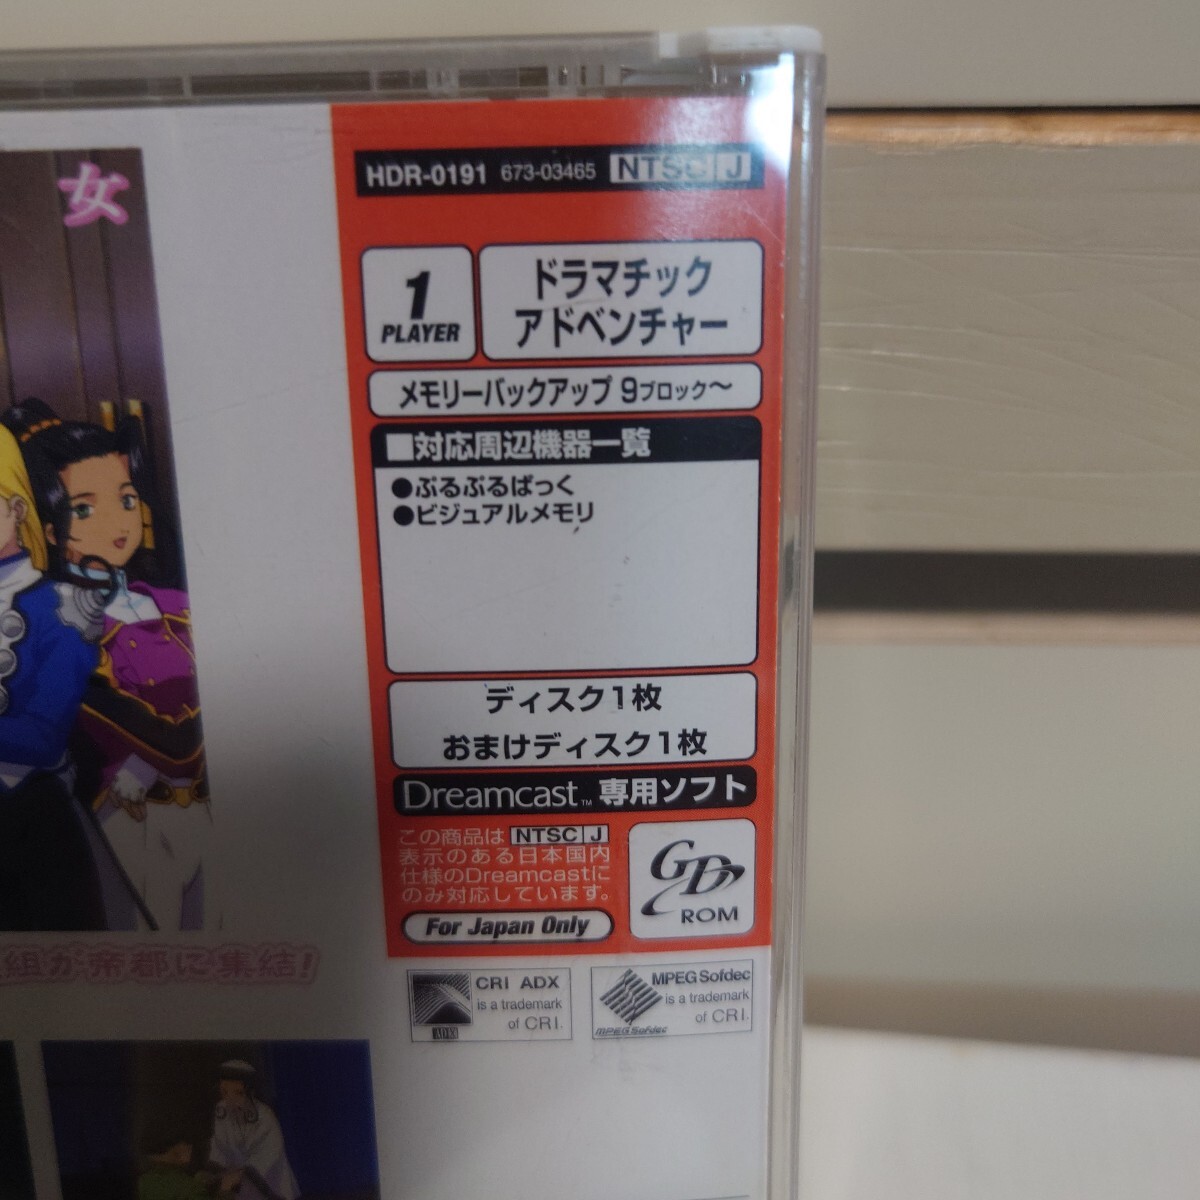 女
HDR-0191 673-03465 NTSC J
1
PLAYER
ドラマチック
アドベンチャー
メモリーバックアップ 9ブロック〜
■対応周辺機器一覧
●ぷるぷるぱっく
●ビジュアルメモリ
ディスク1枚
おまけディスク1枚
Dreamcast™ 専用ソフト
この商品は NTSC J
表示のある日本国内
仕様のDreamcastに
のみ対応しています。
For Japan Only
GD
ROM
組が帝都に集結!
CRI ADX
is a trademark
of CRI.
ADX
MPEG Sofdec
is a trademark
of CRI.
MPEG Sofdec